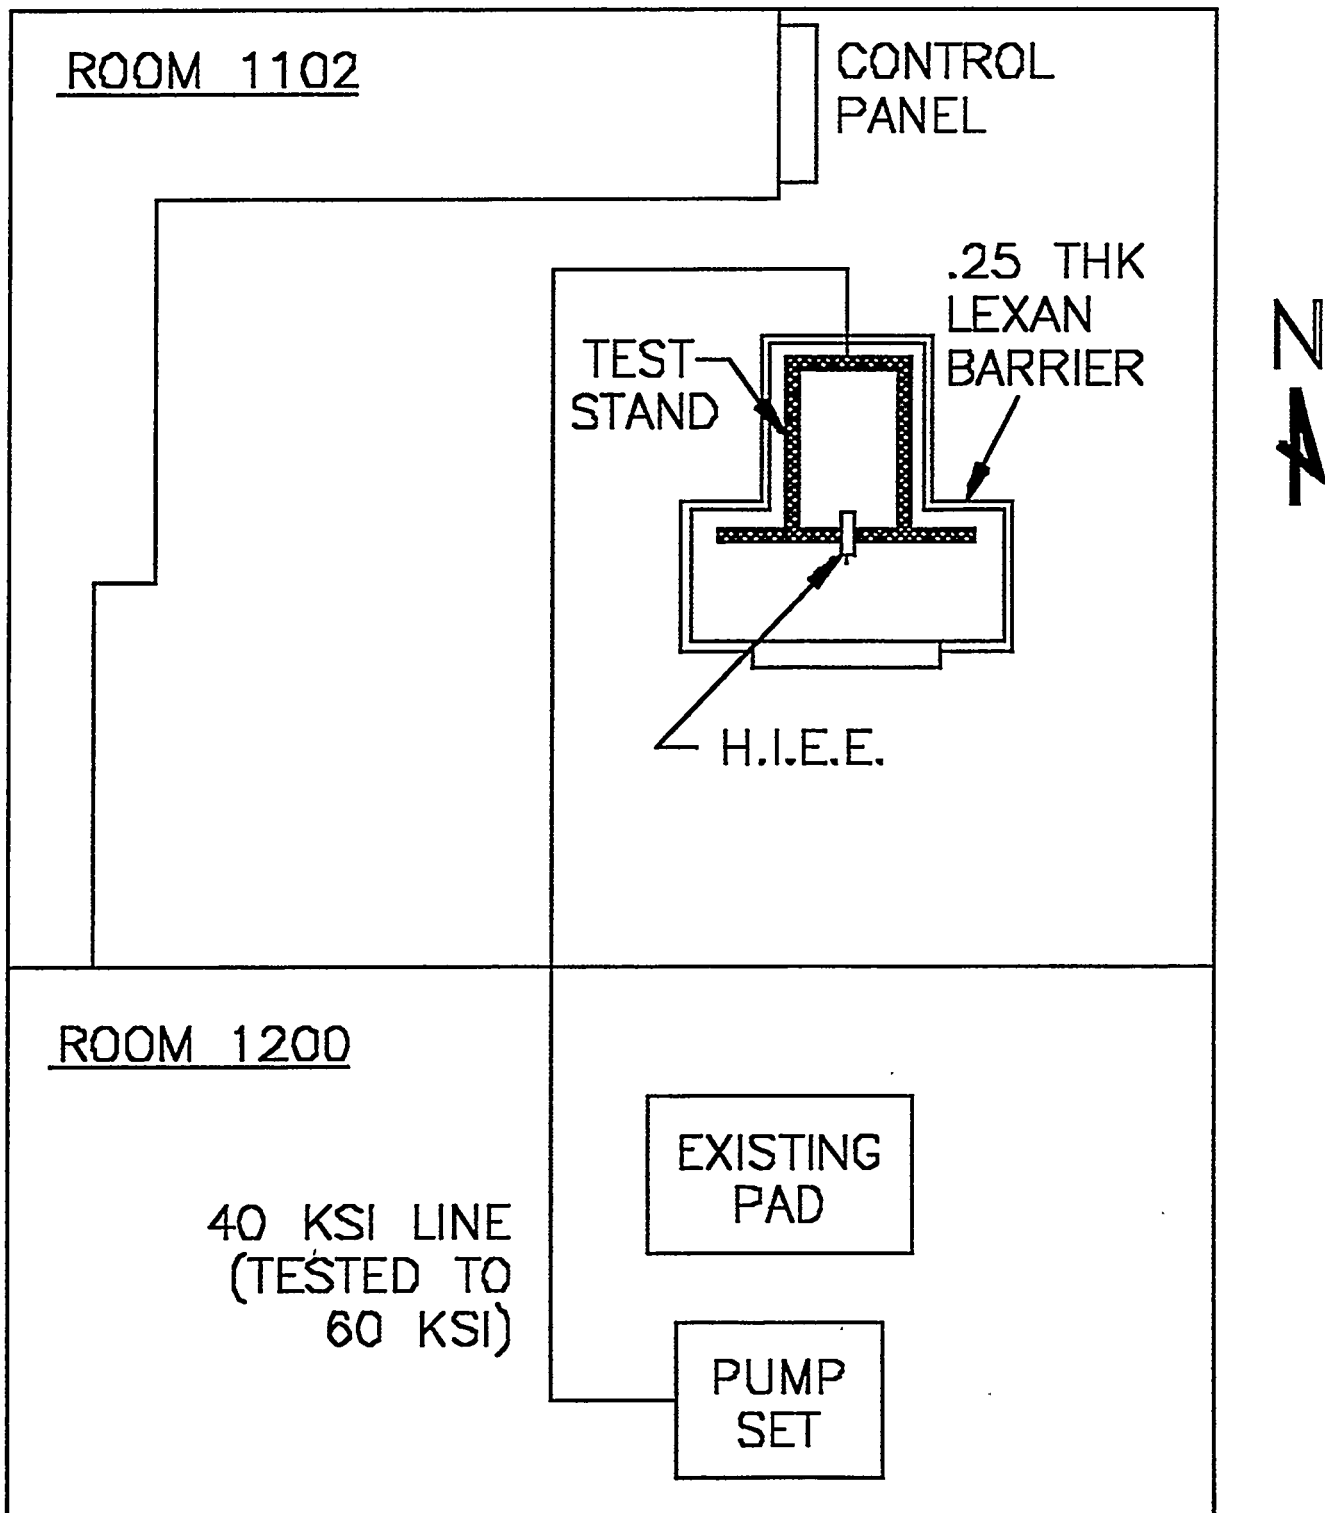 ROOM 1102
CONTROL
PANEL
.25 THK
LEXAN
BARRIER
TEST
STAND
N
H.I.E.E.
ROOM 1200
EXISTING
PAD
40 KSI LINE
(TESTED TO
60 KSI)
PUMP
SET